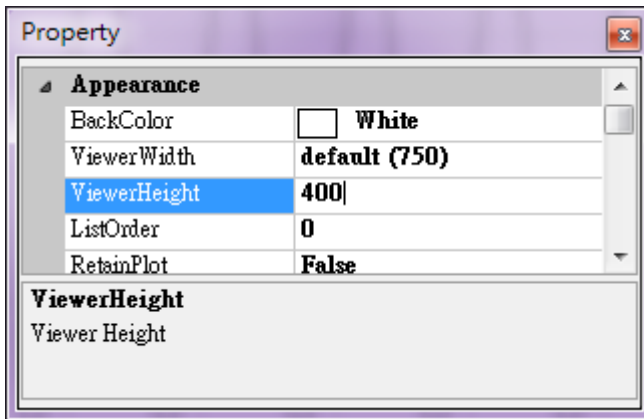 Property
Appearance
BackColor White
ViewerWidth default (750)
ViewerHeight 400
ListOrder 0
RetainPlot False
ViewerHeight
Viewer Height